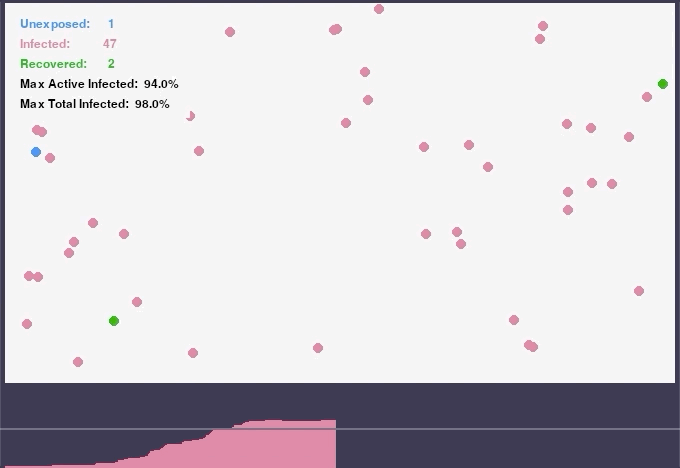 Unexposed: 1
Infected: 47
Recovered: 2
Max Active Infected: 94.0%
Max Total Infected: 98.0%